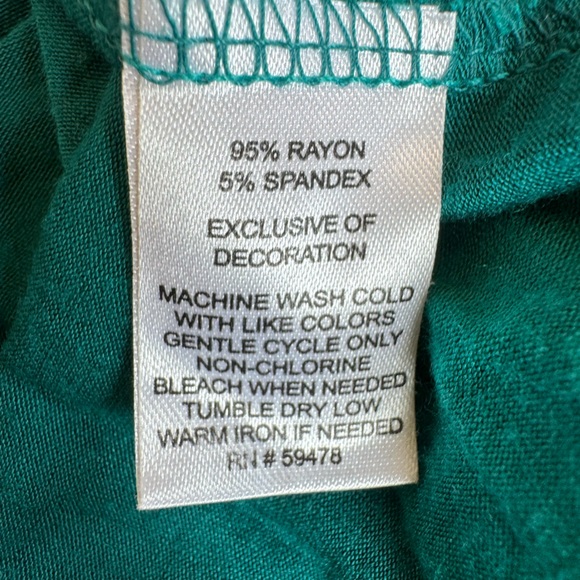 95% RAYON
5% SPANDEX
EXCLUSIVE OF
DECORATION
MACHINE WASH COLD
WITH LIKE COLORS
GENTLE CYCLE ONLY
NON-CHLORINE
BLEACH WHEN NEEDED
TUMBLE DRY LOW
WARM IRON IF NEEDED
RN # 59478